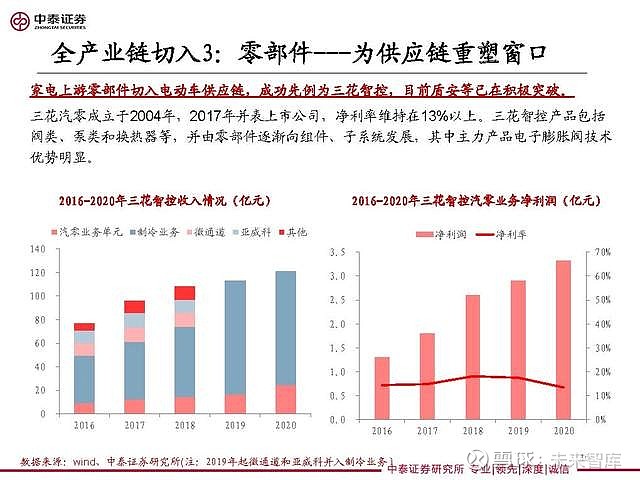 中泰证券
ZHONGTAI SECURITIES
全产业链切入3：零部件---为供应链重塑窗口
家电上游零部件切入电动车供应链，成功先例为三花智控，目前盾安等已在积极突破。
三花汽零成立于2004年，2017年并表上市公司，净利率维持在13%以上。三花智控产品包括
阀类、泵类和换热器等，并由零部件逐渐向组件、子系统发展，其中主力产品电子膨胀阀技术
优势明显。
2016-2020年三花智控收入情况（亿元）
汽零业务单元 制冷业务 微通道 亚威科 其他
140
120
100
80
60
40
20
0
2016 2017 2018 2019 2020
2016-2020年三花智控汽零业务净利润（亿元）
净利润 净利率
3.5 70%
3.0 60%
2.5 50%
2.0 40%
1.5 30%
1.0 20%
0.5 10%
0.0 0%
2016 2017 2018 2019 2020
数据来源：wind、中泰证券研究所(注：2019年起微通道和亚威科并入制冷业务)
雪球：未来智库
中泰证券研究所 专业|领先|深度|诚信